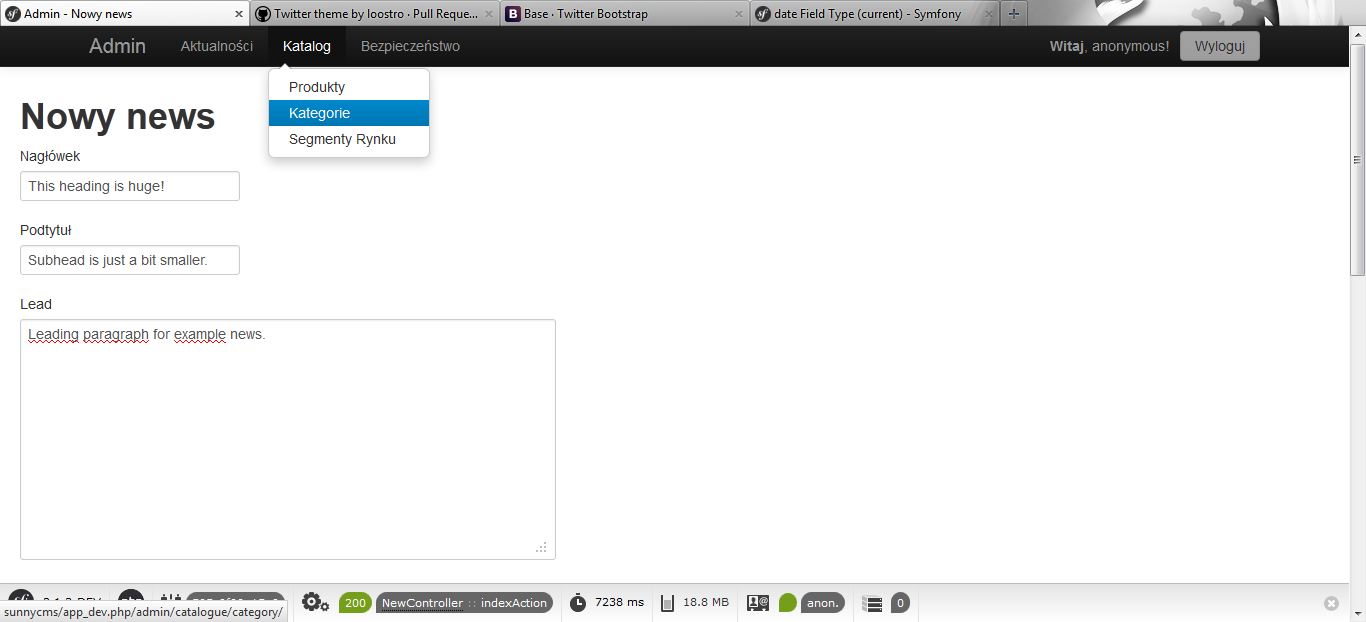 Admin - Nowy news
Twitter theme by loostro · Pull Reque...
Base · Twitter Bootstrap
date Field Type (current) - Symfony
Admin Aktualności Katalog Bezpieczeństwo Witaj, anonymous! Wyloguj
Produkty
Kategorie
Segmenty Rynku
Nowy news
Nagłówek
This heading is huge!
Podtytuł
Subhead is just a bit smaller.
Lead
Leading paragraph for example news.
200 NewController :: indexAction 7238 ms 18.8 MB anon. 0
sunnycms/app_dev.php/admin/catalogue/category/